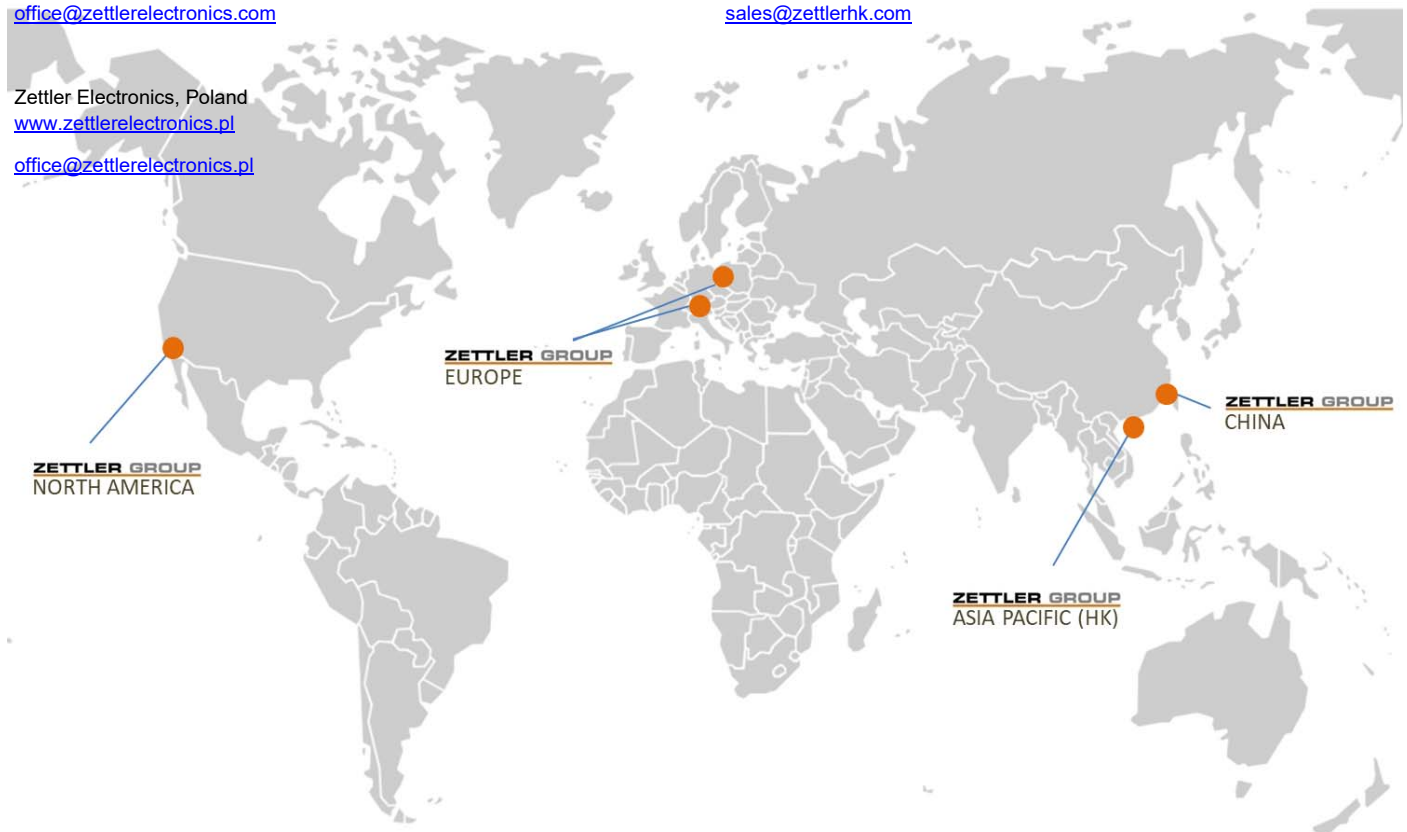 office@zettlerelectronics.com
sales@zettlerhk.com
Zettler Electronics, Poland
www.zettlerelectronics.pl
office@zettlerelectronics.pl
ZETTLER GROUP
EUROPE
ZETTLER GROUP
CHINA
ZETTLER GROUP
NORTH AMERICA
ZETTLER GROUP
ASIA PACIFIC (HK)